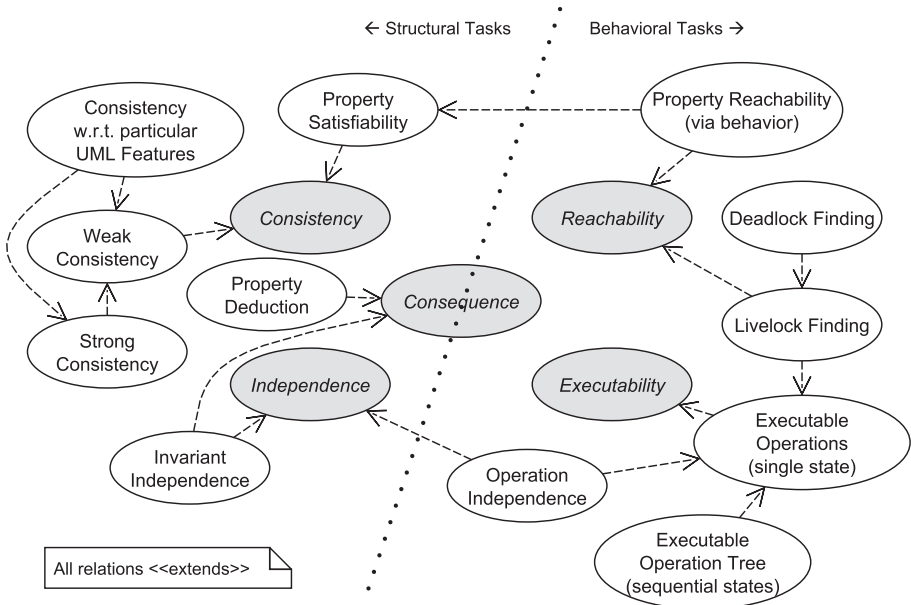 ← Structural Tasks
Behavioral Tasks →
Consistency
w.r.t. particular
UML Features
Property
Satisfiability
Property Reachability
(via behavior)
Consistency
Reachability
Deadlock Finding
Weak
Consistency
Property
Deduction
Consequence
Livelock Finding
Strong
Consistency
Independence
Executability
Executable
Operations
(single state)
Invariant
Independence
Operation
Independence
Executable
Operation Tree
(sequential states)
All relations <<extends>>